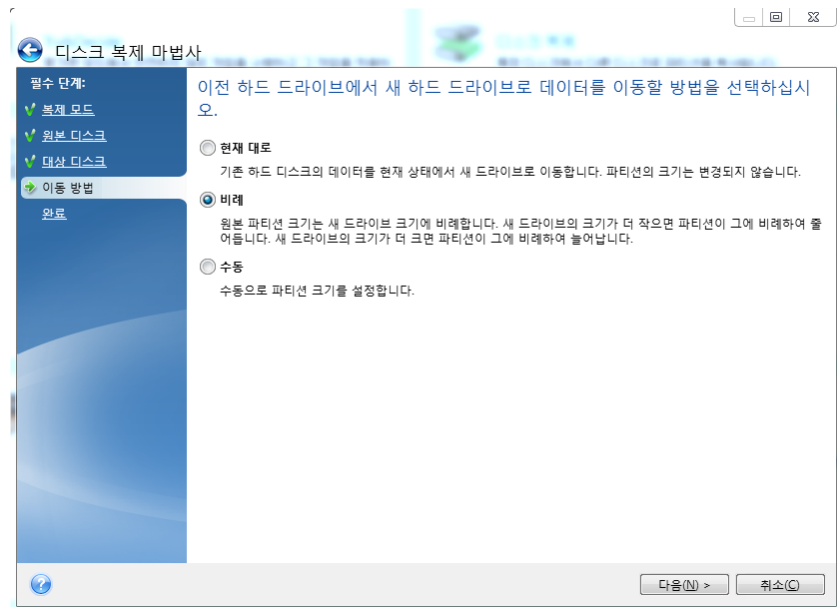 디스크 복제 마법사
필수 단계:
복제 모드
원본 디스크
대상 디스크
이동 방법
완료
이전 하드 드라이브에서 새 하드 드라이브로 데이터를 이동할 방법을 선택하십시
오.
현재 대로
기존 하드 디스크의 데이터를 현재 상태에서 새 드라이브로 이동합니다. 파티션의 크기는 변경되지 않습니다.
비례
원본 파티션 크기는 새 드라이브 크기에 비례합니다. 새 드라이브의 크기가 더 작으면 파티션이 그에 비례하여 줄
어듭니다. 새 드라이브의 크기가 더 크면 파티션이 그에 비례하여 늘어납니다.
수동
수동으로 파티션 크기를 설정합니다.
다음(N) > 취소(C)